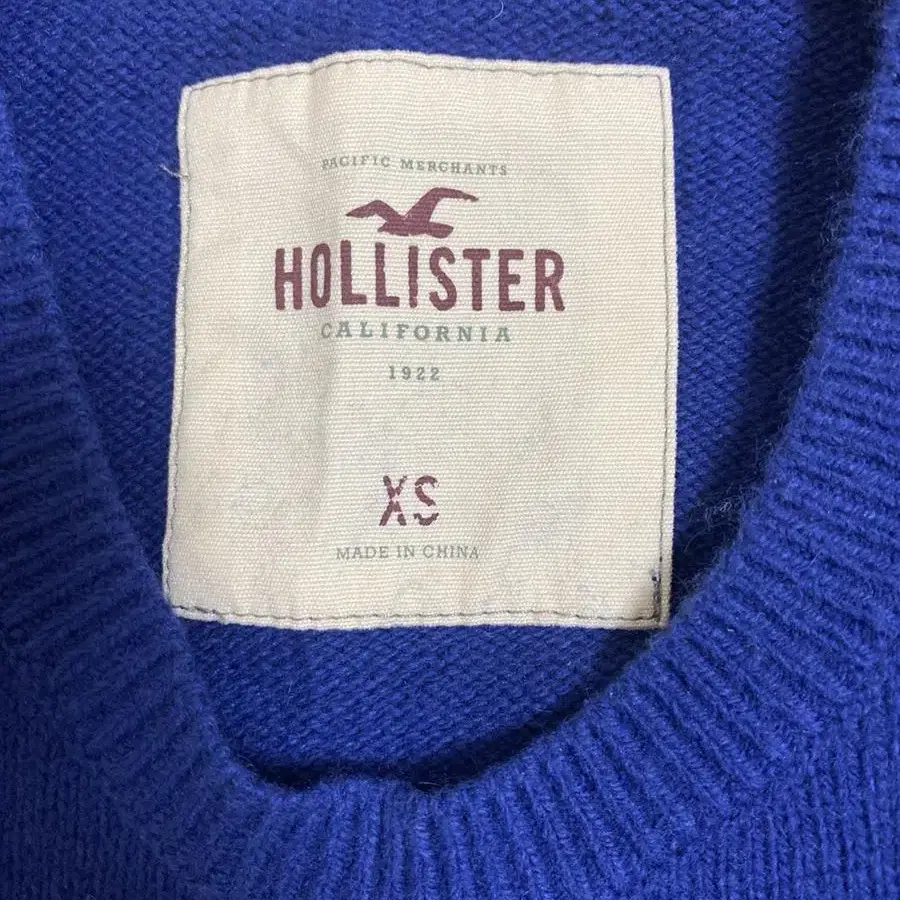 PACIFIC MERCHANTS
HOLLISTER
CALIFORNIA
1922
XS
MADE IN CHINA